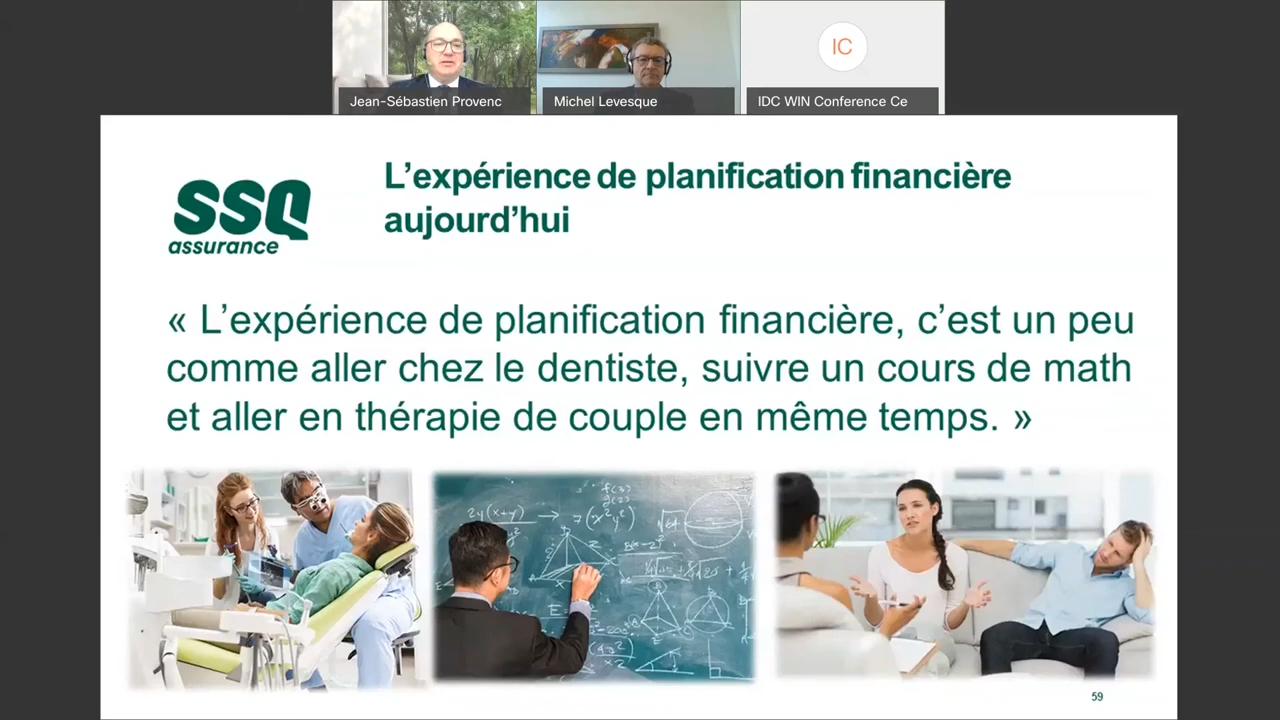 IC
Jean-Sébastien Provenc
Michel Levesque
IDC WIN Conference Ce
SSQ
assurance
L’expérience de planification financière
aujourd’hui
« L’expérience de planification financière, c’est un peu
comme aller chez le dentiste, suivre un cours de math
et aller en thérapie de couple en même temps. »
59